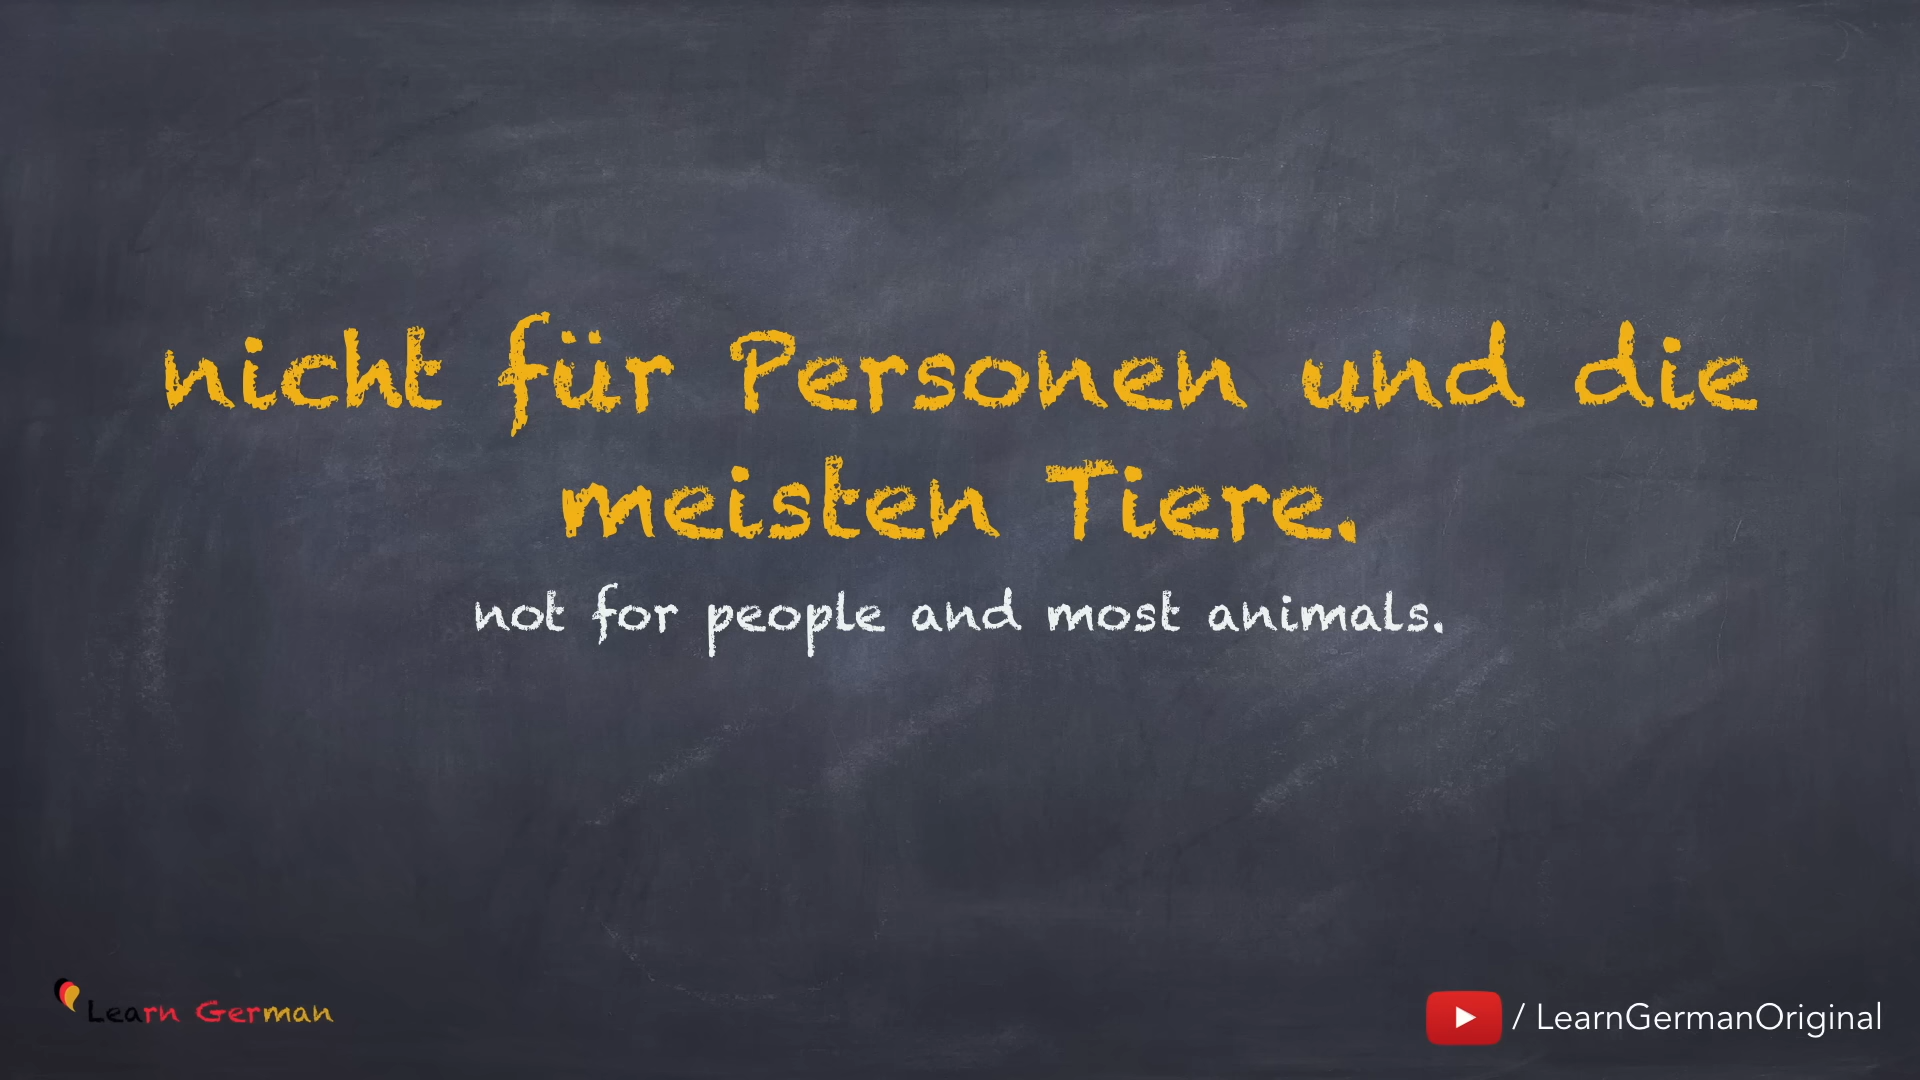 nicht für Personen und die
meisten Tiere.
not for people and most animals.
Learn German
/ LearnGermanOriginal